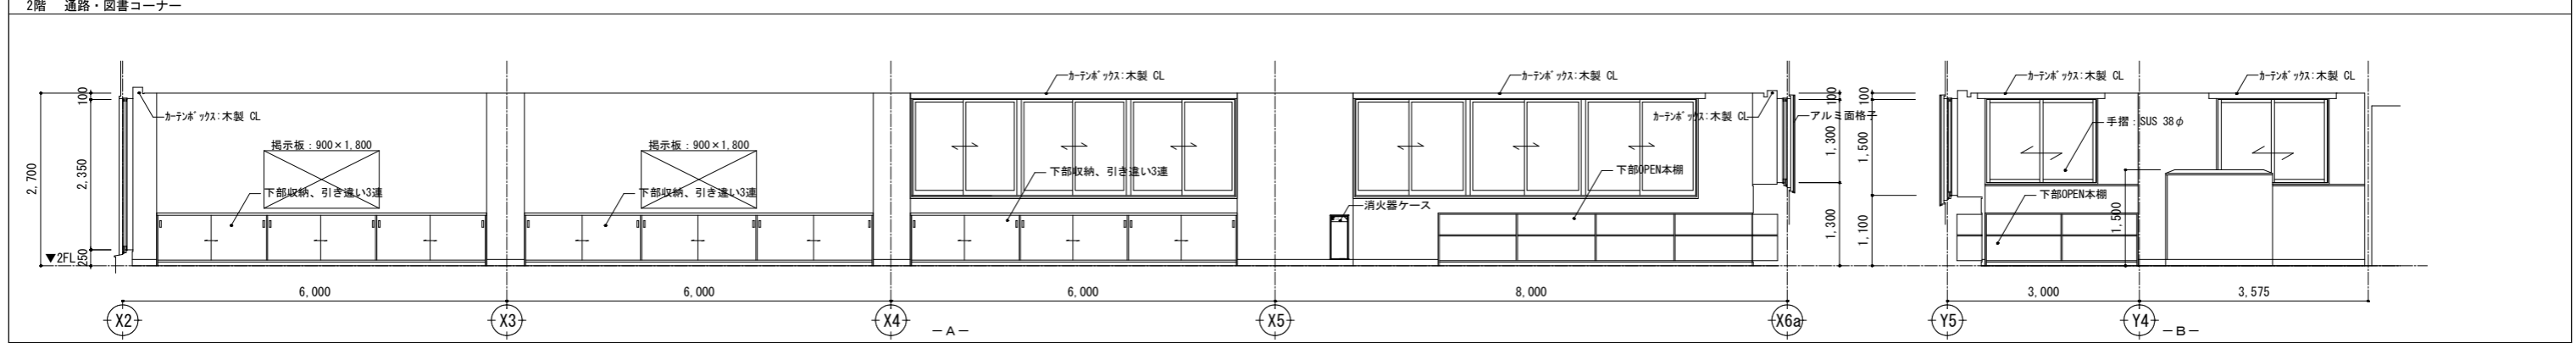 2階 通路・図書コーナー
カーテンボックス:木製 CL
カーテンボックス:木製 CL
カーテンボックス:木製 CL
カーテンボックス:木製 CL
カーテンボックス:木製 CL
カーテンボックス:木製 CL
アルミ面格子
手摺:SUS 38φ
掲示板:900×1,800
掲示板:900×1,800
下部収納、引き違い3連
下部収納、引き違い3連
下部収納、引き違い3連
下部OPEN本棚
下部OPEN本棚
消火器ケース
2,700
100
2,350
250
▼2FL
100
1,300
1,300
100
1,500
1,100
1,500
6,000
6,000
6,000
8,000
3,000
3,575
X2
X3
X4
X5
X6a
Y5
Y4
－A－
－B－